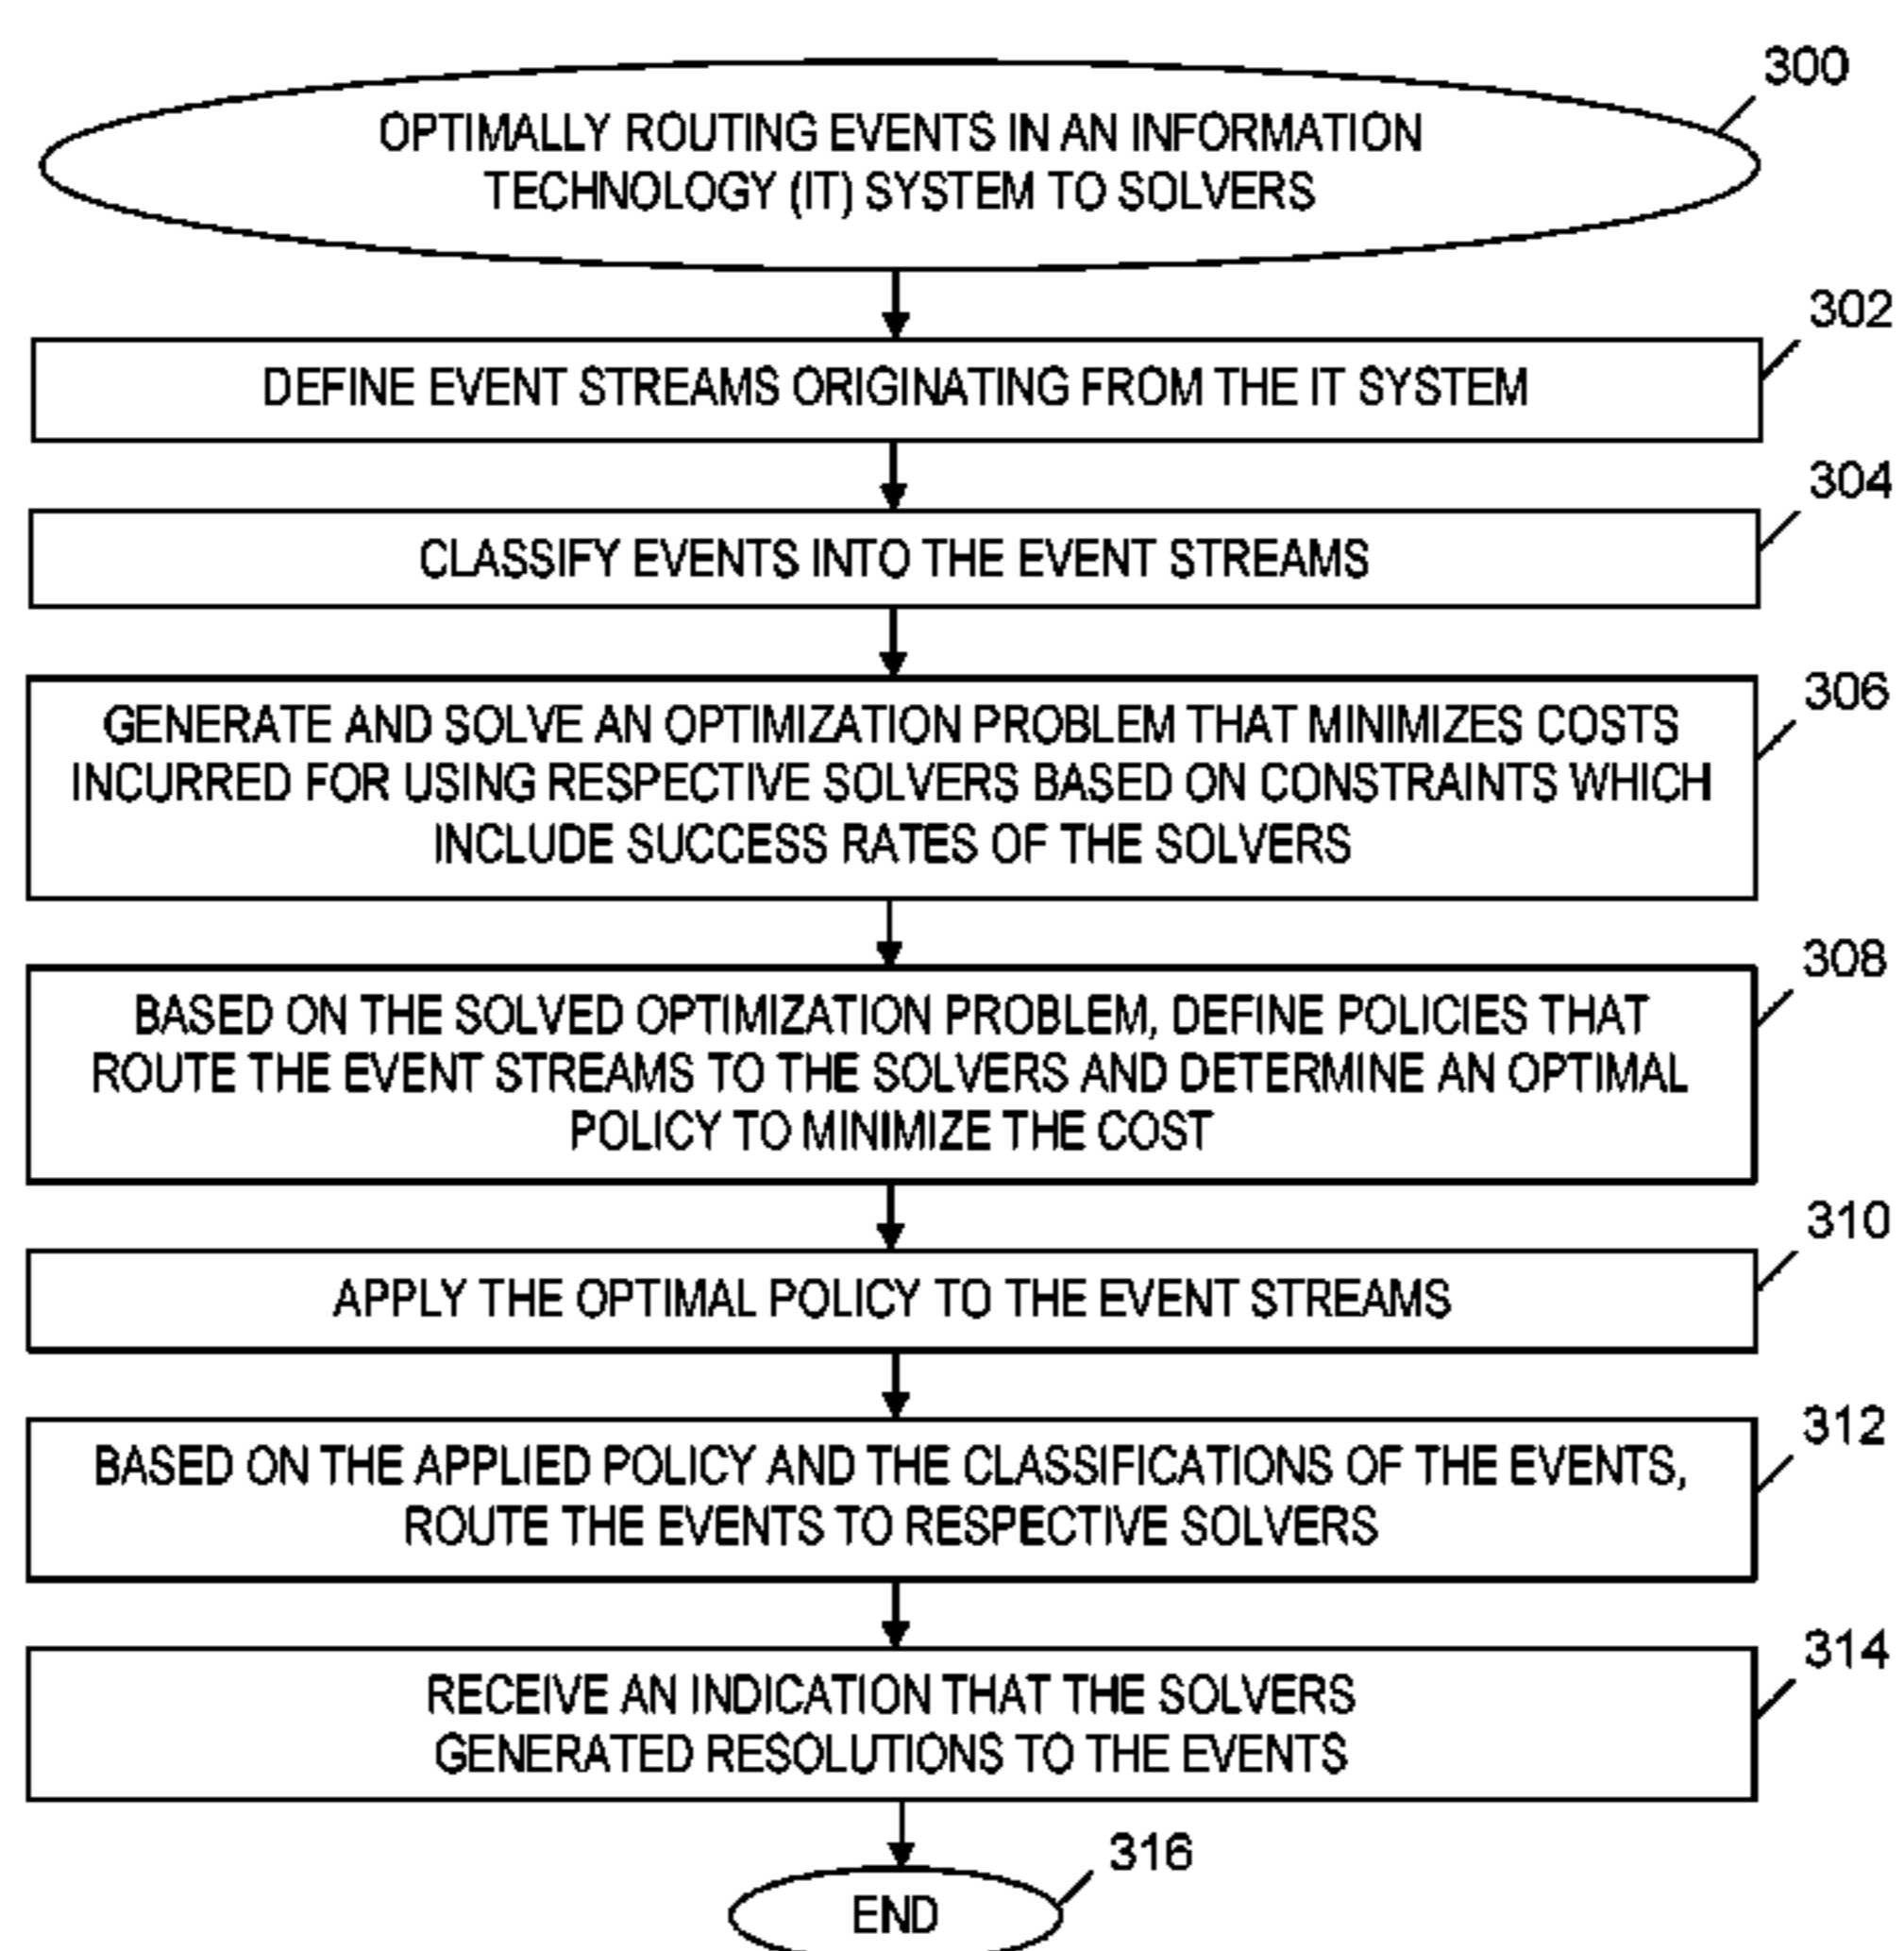 300
OPTIMALLY ROUTING EVENTS IN AN INFORMATION
TECHNOLOGY (IT) SYSTEM TO SOLVERS
302
DEFINE EVENT STREAMS ORIGINATING FROM THE IT SYSTEM
304
CLASSIFY EVENTS INTO THE EVENT STREAMS
306
GENERATE AND SOLVE AN OPTIMIZATION PROBLEM THAT MINIMIZES COSTS
INCURRED FOR USING RESPECTIVE SOLVERS BASED ON CONSTRAINTS WHICH
INCLUDE SUCCESS RATES OF THE SOLVERS
308
BASED ON THE SOLVED OPTIMIZATION PROBLEM, DEFINE POLICIES THAT
ROUTE THE EVENT STREAMS TO THE SOLVERS AND DETERMINE AN OPTIMAL
POLICY TO MINIMIZE THE COST
310
APPLY THE OPTIMAL POLICY TO THE EVENT STREAMS
312
BASED ON THE APPLIED POLICY AND THE CLASSIFICATIONS OF THE EVENTS,
ROUTE THE EVENTS TO RESPECTIVE SOLVERS
314
RECEIVE AN INDICATION THAT THE SOLVERS
GENERATED RESOLUTIONS TO THE EVENTS
316
END